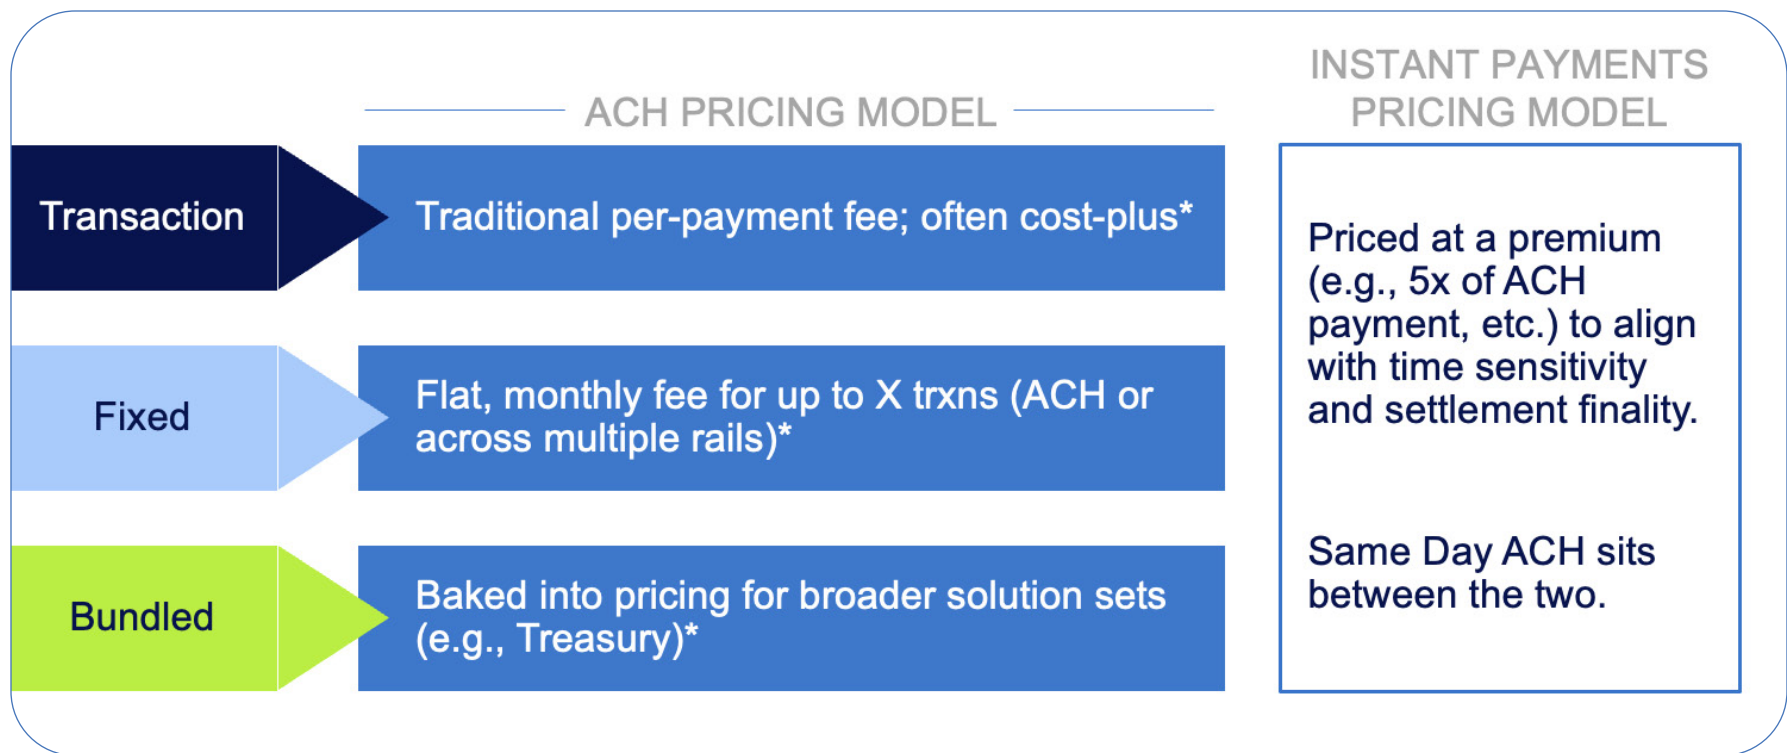 ACH PRICING MODEL
Transaction
Traditional per-payment fee; often cost-plus*
Fixed
Flat, monthly fee for up to X trxns (ACH or
across multiple rails)*
Bundled
Baked into pricing for broader solution sets
(e.g., Treasury)*
INSTANT PAYMENTS
PRICING MODEL
Priced at a premium
(e.g., 5x of ACH
payment, etc.) to align
with time sensitivity
and settlement finality.
Same Day ACH sits
between the two.